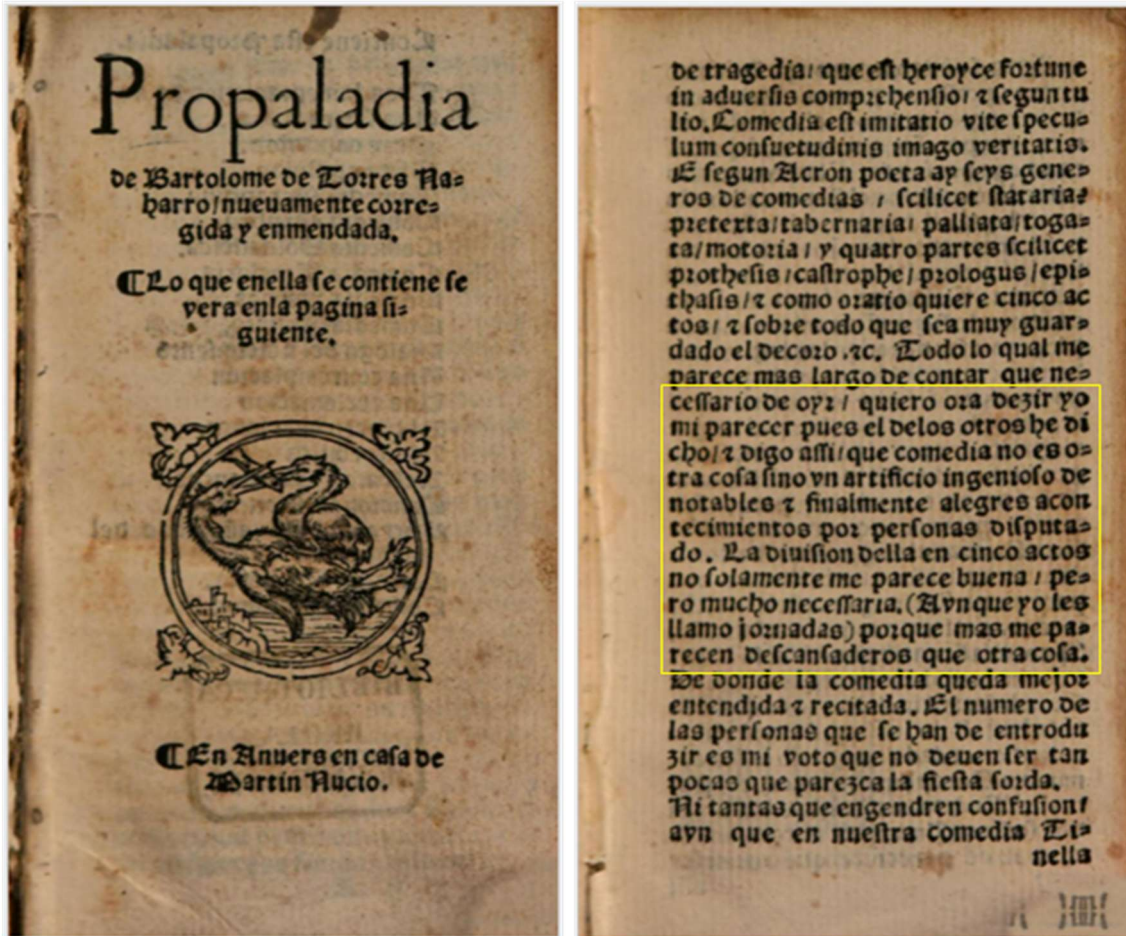 Propaladia
de Bartolome de Torres Na=
harro/nueuamente corre=
gida y enmendada.
¶Lo que enella se contiene se
vera enla pagina si=
guiente.
¶En Anuers en casa de
Martin Nucio.
de tragedia/ que est heroyce fortune
in aduersis comprehensio/ ⁊ segun tu
lio. Comedia est imitatio vite specu=
lum consuetudinis imago veritatis.
E segun Acron poeta ay seys gene=
ros de comedias / scilicet stataria/
pretexta/tabernaria/ palliata/toga=
ta/motoria / y quatro partes scilicet
prothesis /castrophe/ prologus /epi=
thasis /⁊ como oratio quiere cinco ac
tos/ ⁊ sobre todo que sea muy guar=
dado el decoro .⁊c. Todo lo qual me
parece mas largo de contar que ne=
cessario de oyr / quiero ora dezir yo
mi parecer pues el delos otros he di
cho/⁊ digo assi/ que comedia no es o=
tra cosa sino vn artificio ingenioso de
notables ⁊ finalmente alegres acon
tecimientos por personas disputa=
do. La diuision della en cinco actos
no solamente me parece buena / pe=
ro mucho necessaria. (Avn que yo les
llamo jornadas) porque mas me pa=
recen descansaderos que otra cosa.
De donde la comedia queda mejor
entendida ⁊ recitada. El numero de
las personas que se han de entrodu
zir es mi voto que no deuen ser tan
pocas que parezca la fiesta sorda.
Ni tantas que engendren confusion/
avn que en nuestra comedia Ti=
nella